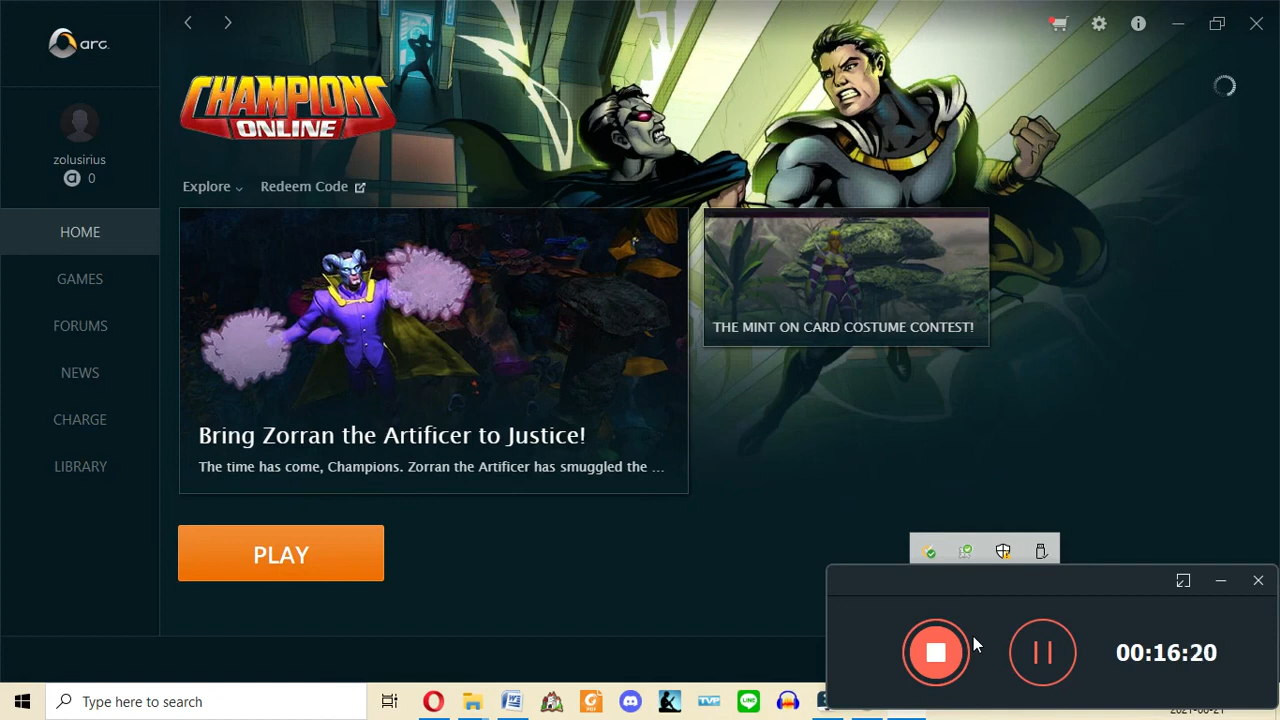 arc
CHAMPIONS
ONLINE
zolusirius
0
Explore
Redeem Code
HOME
GAMES
FORUMS
NEWS
CHARGE
LIBRARY
THE MINT ON CARD COSTUME CONTEST!
Bring Zorran the Artificer to Justice!
The time has come, Champions. Zorran the Artificer has smuggled the ...
PLAY
00:16:20
Type here to search
TVP
LINE